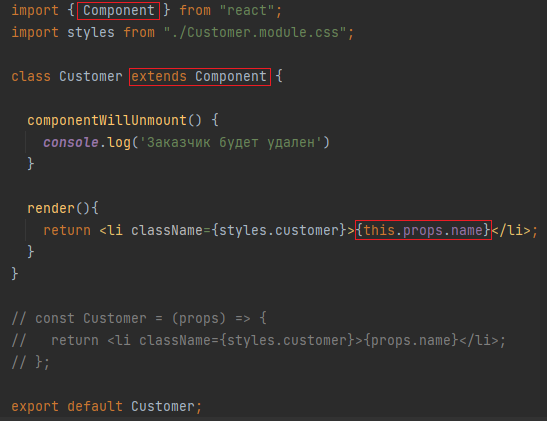 import { Component } from "react";
import styles from "./Customer.module.css";
class Customer extends Component {
componentWillUnmount() {
console.log('Заказчик будет удален')
}
render(){
return <li className={styles.customer}>{this.props.name}</li>;
}
}
// const Customer = (props) => {
//   return <li className={styles.customer}>{props.name}</li>;
// };
export default Customer;